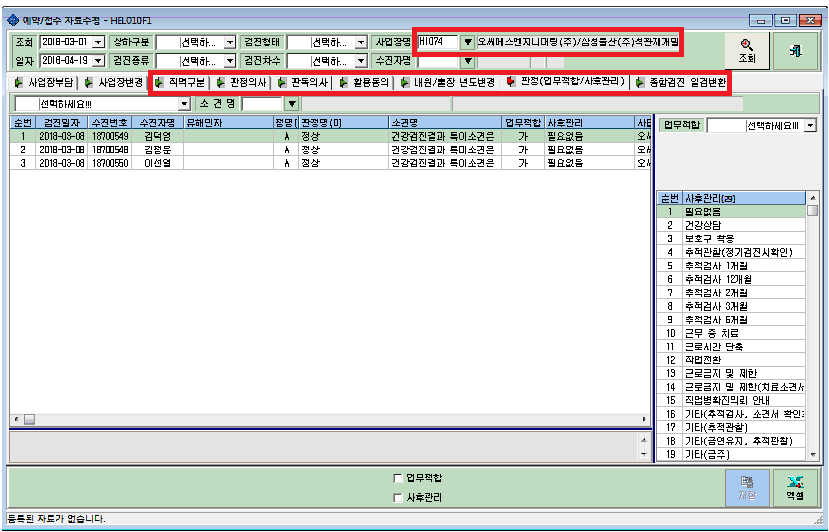 예약/접수 자료수정 - HEL010F1
조회 2018-03-01 상하구분 선택하... 검진형태 선택하... 사업장명 HI074 오씨에스엔지니어링(주)/삼성물산(주)석관재개발
일자 2018-04-19 검진종류 선택하... 검진차수 선택하... 수진자명
조회
사업장부담 사업장변경 직역구분 판정의사 판독의사 활용동의 내원/출장 년도변경 판정(업무적합/사후관리) 종합검진 일검변환
선택하세요!!! 소 견 명
순번 검진일자 수진번호 수진자명 유해인자 정명( 판정명(0) 소견명 업무적합 사후관리 사업
1 2018-03-08 18700549 김덕영 A 정상 건강검진결과 특이소견은 가 필요없음 오씨
2 2018-03-08 18700548 김정운 A 정상 건강검진결과 특이소견은 가 필요없음 오씨
3 2018-03-08 18700550 이선열 A 정상 건강검진결과 특이소견은 가 필요없음 오씨
업무적합 선택하세요!!!
순번 사후관리[29]
1 필요없음
2 건강상담
3 보호구 착용
4 추적관찰(정기검진시확인)
5 추적검사 1개월
6 추적검사 12개월
7 추적검사 2개월
8 추적검사 3개월
9 추적검사 6개월
10 근무 중 치료
11 근로시간 단축
12 작업전환
13 근로금지 및 제한
14 근로금지 및 제한(치료소견서
15 직업병확진의뢰 안내
16 기타(추적검사, 소견서 확인:
17 기타(추적관찰)
18 기타(금연유지, 추적관찰)
19 기타(금주)
업무적합
사후관리
저장 엑셀
등록된 자료가 없습니다.